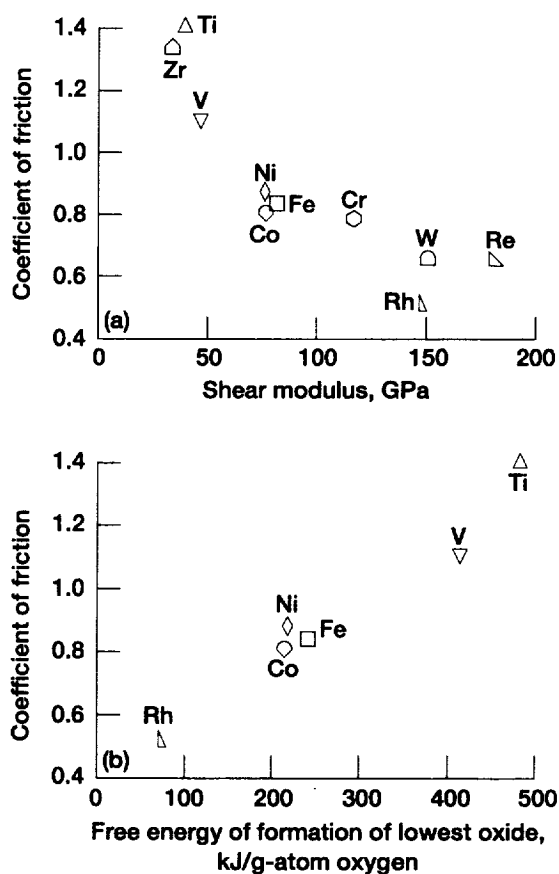 1.4
Ti
Zr
1.2
V
1.0
Coefficient of friction
Ni
Fe
Cr
0.8
Co
W
Re
0.6
Rh
0.4
(a)
0 50 100 150 200
Shear modulus, GPa
1.4
Ti
1.2
V
1.0
Coefficient of friction
Ni
Fe
0.8
Co
0.6
Rh
(b)
0.4
0 100 200 300 400 500
Free energy of formation of lowest oxide,
kJ/g-atom oxygen